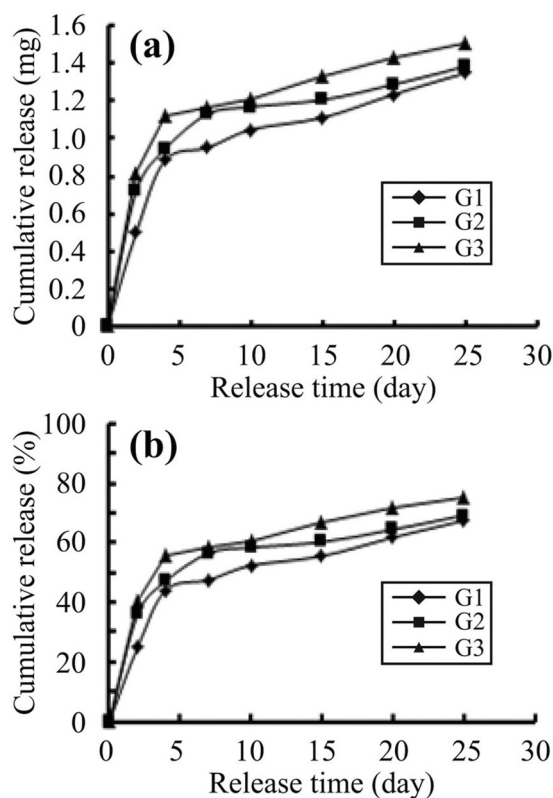 (a)
Cumulative release (mg)
1.6
1.4
1.2
1.0
0.8
0.6
0.4
0.2
0
G1
G2
G3
0 5 10 15 20 25 30
Release time (day)
(b)
Cumulative release (%)
100
80
60
40
20
0
G1
G2
G3
0 5 10 15 20 25 30
Release time (day)